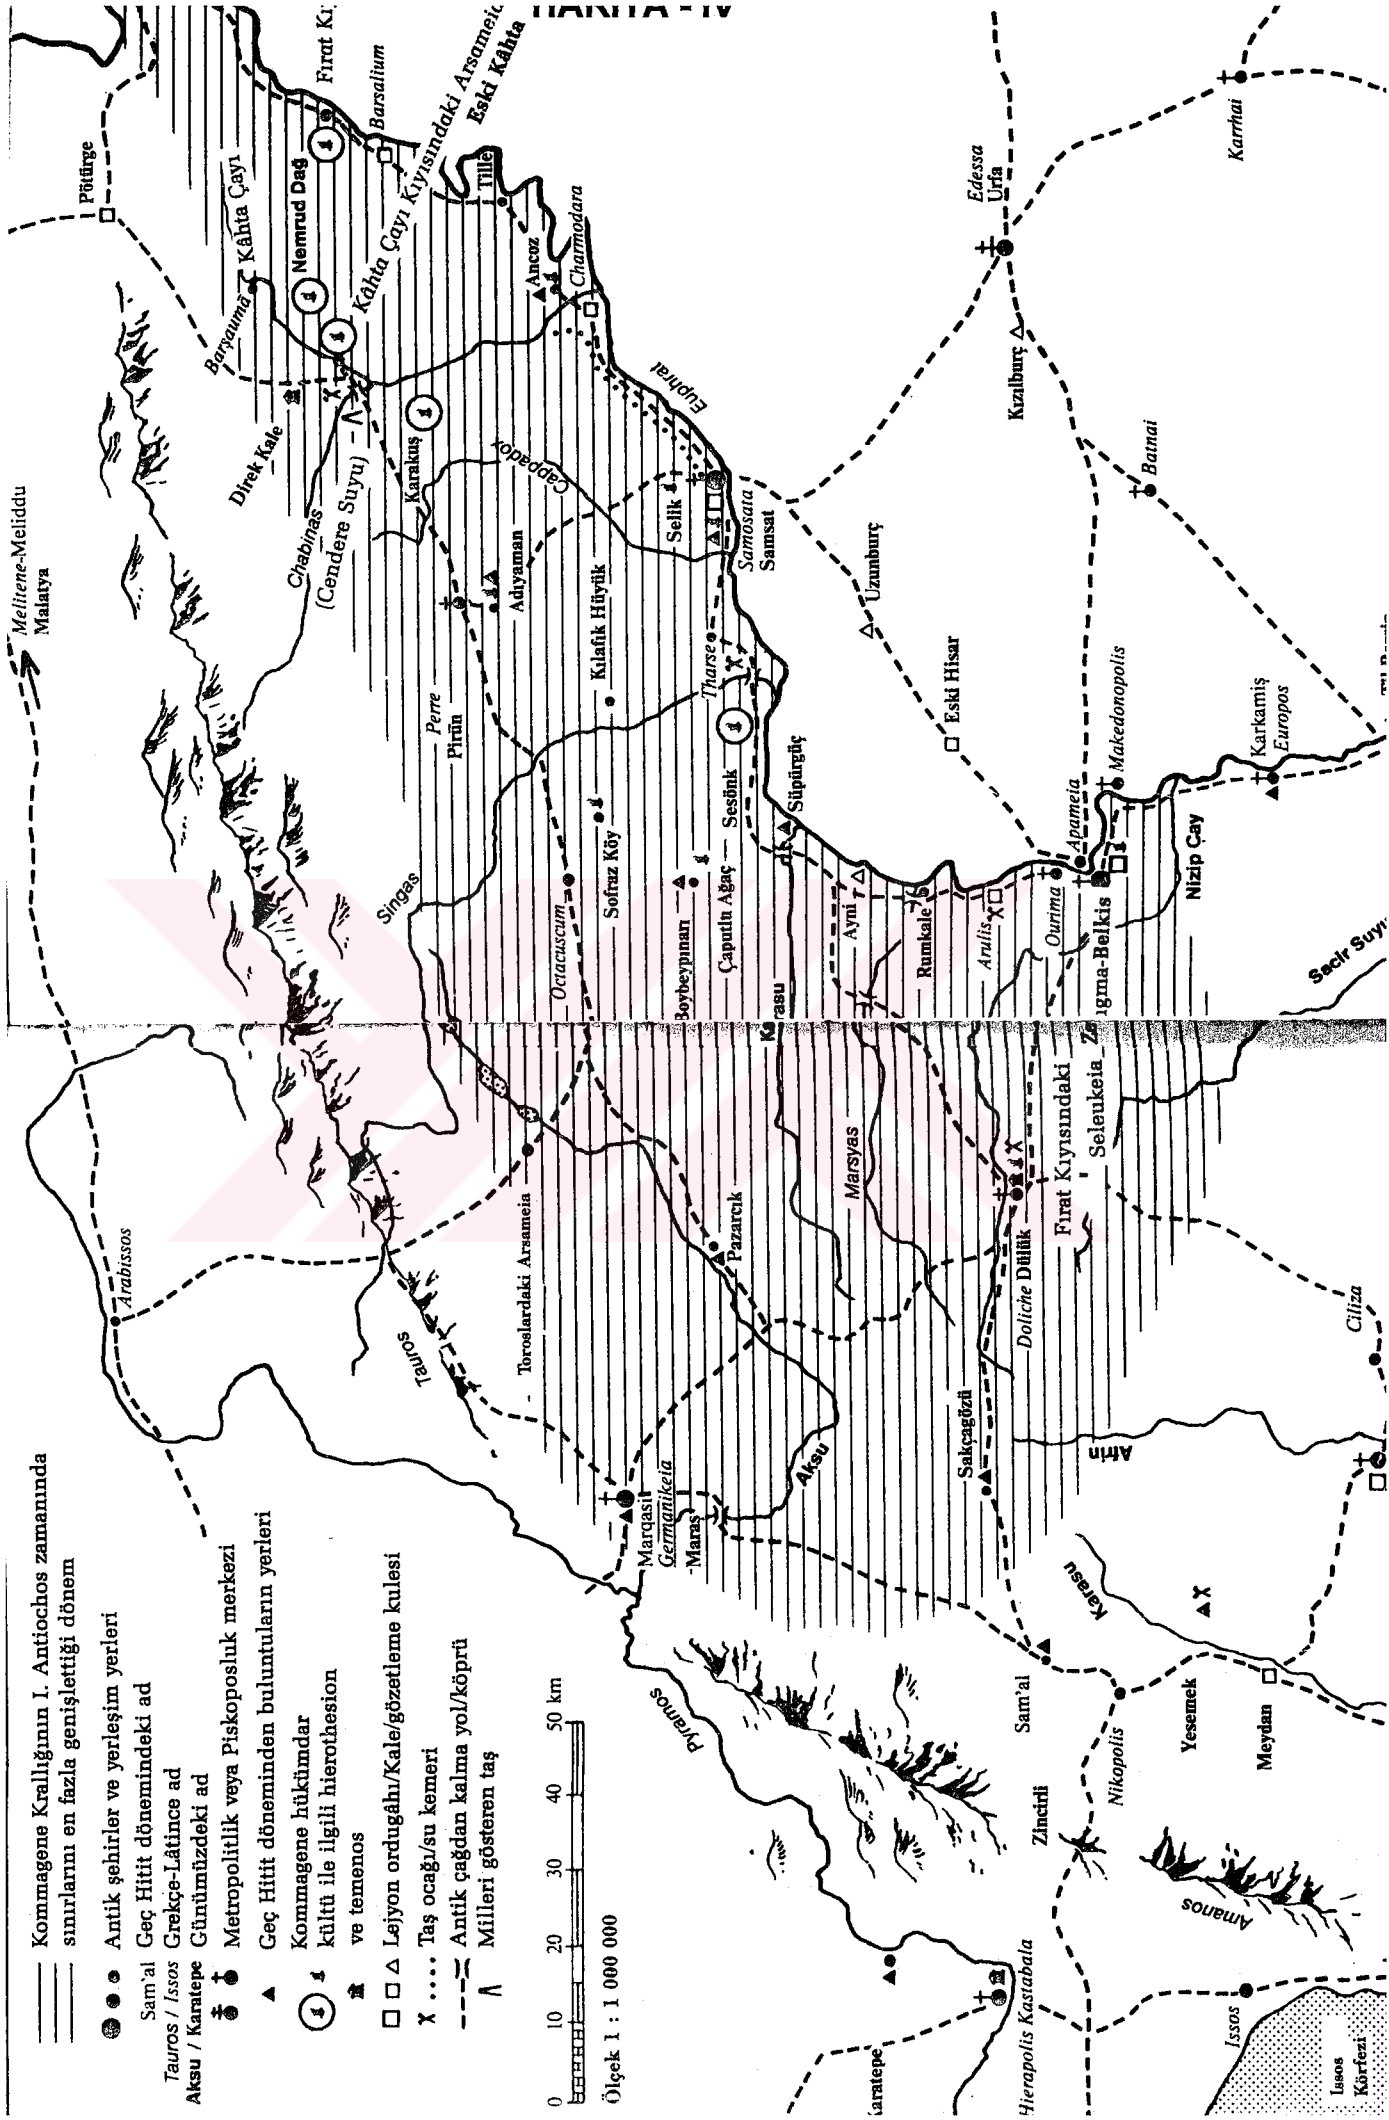 HARİTA - IV
Kommagene Krallığının I. Antiochos zamanında
sınırlarını en fazla genişlettiği dönem
Antik şehirler ve yerleşim yerleri
Sam'al Geç Hitit dönemindeki ad
Tauros / Issos Grekçe-Lâtince ad
Aksu / Karatepe Günümüzdeki ad
Metropolitlik veya Piskoposluk merkezi
Geç Hitit döneminden buluntuların yerleri
Kommagene hükümdar
kültü ile ilgili hierothesion
ve temenos
Lejyon ordugâhı/Kale/gözetleme kulesi
Taş ocağı/su kemeri
Antik çağdan kalma yol/köprü
Milleri gösteren taş
0 10 20 30 40 50 km
Ölçek 1 : 1 000 000
Melitene-Meliddu
Malatya
Pötürge
Arabissos
Tauros
Barşaumā
Kâhta Çayı
Nemrud Dağ
Fırat
Barsalium
Kâhta Çayı Kıyısındaki
Eski Kâhta
Tille
Direk Kale
Chabinas
(Cendere Suyu)
Karakuş
Cappadox
Ancoz
Charmodara
Euphrat
Perre
Pirün
Adıyaman
Selik
Samosata
Samsat
Kılafık Hüyük
Tharse
Singas
Octacuscum
Sofraz Köy
Boybeypınarı
Çaputlu Ağaç
Sesönk
Süpürgüç
Toroslardaki Arsameia
Pazarcık
Karasu
Marsyas
Ayni
Rumkale
Arulis
Ourima
Apameia
Makedonopolis
Fırat Kıyısındaki
Seleukeia
Zeugma-Belkis
Nizip Çay
Doliche Dülük
Edessa
Urfa
Karrhai
Kızılburç
Batnai
Uzunburç
Eski Hisar
Karkamiş
Europos
Sacir Suyu
Marqasi
Germanikeia
Maraş
Aksu
Sakçagözü
Afrin
Ciliza
Karasu
Pyramos
Sam'al
Zincirli
Nikopolis
Yesemek
Meydan
Amanos
Karatepe
Hierapolis Kastabala
Issos
Issos
Körfezi